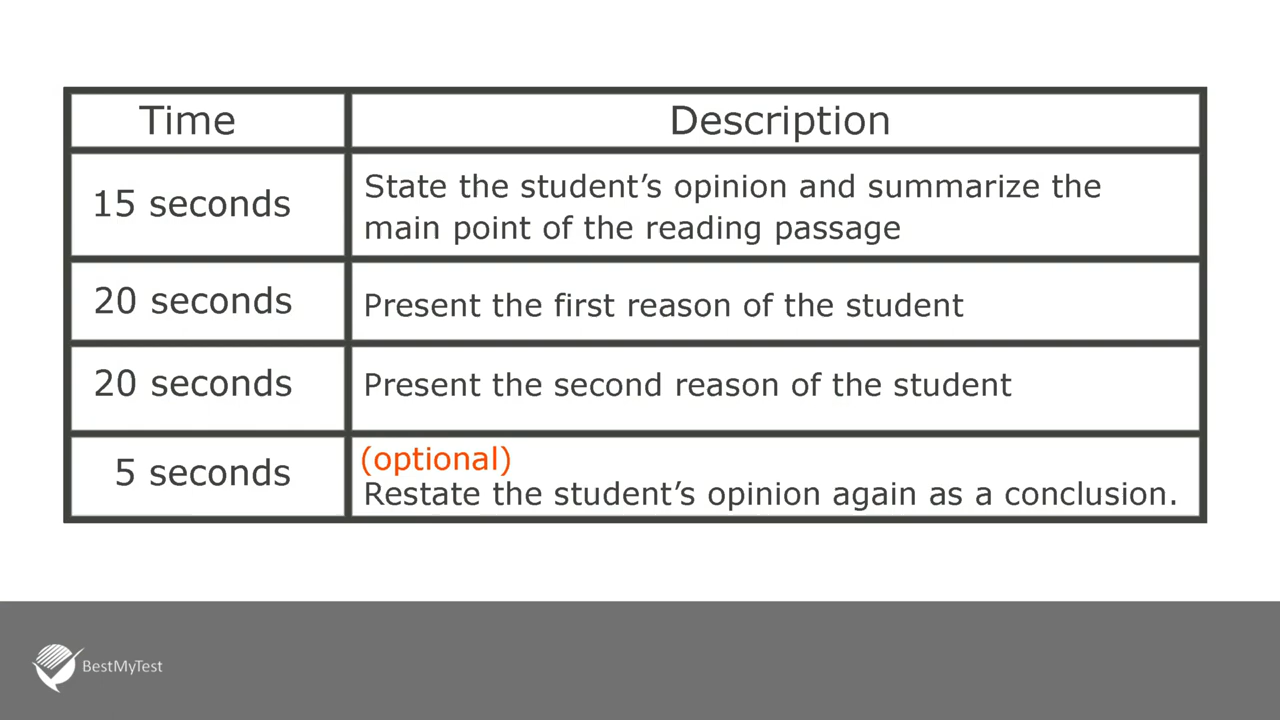 Time
Description
15 seconds
State the student’s opinion and summarize the
main point of the reading passage
20 seconds
Present the first reason of the student
20 seconds
Present the second reason of the student
5 seconds
(optional)
Restate the student’s opinion again as a conclusion.
BestMyTest